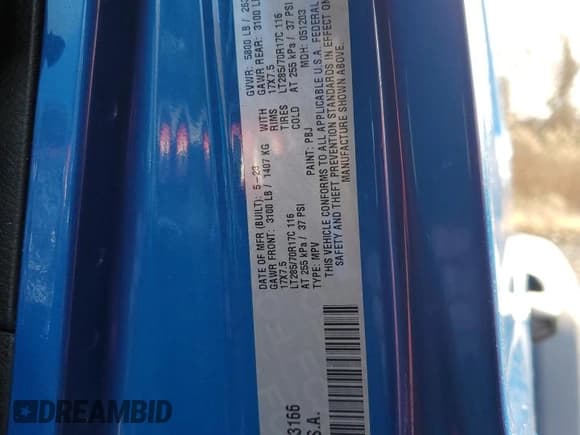 DATE OF MFR (BUILT): 5-23 GVWR: 5800 LB /
GAWR FRONT: 3100 LB / 1407 KG WITH GAWR REAR: 3100
17X7.5 RIMS 17X7.5
LT285/70R17C 116 TIRES LT285/70R17C 116
AT 255 kPa / 37 PSI COLD AT 255 kPa / 37 PSI
TYPE: MPV PAINT: PBJ MDH: 051203
THIS VEHICLE CONFORMS TO ALL APPLICABLE U.S.A. FEDERAL
SAFETY AND THEFT PREVENTION STANDARDS IN EFFECT ON
MANUFACTURE SHOWN ABOVE.
3166
S.A.
DREAMBID